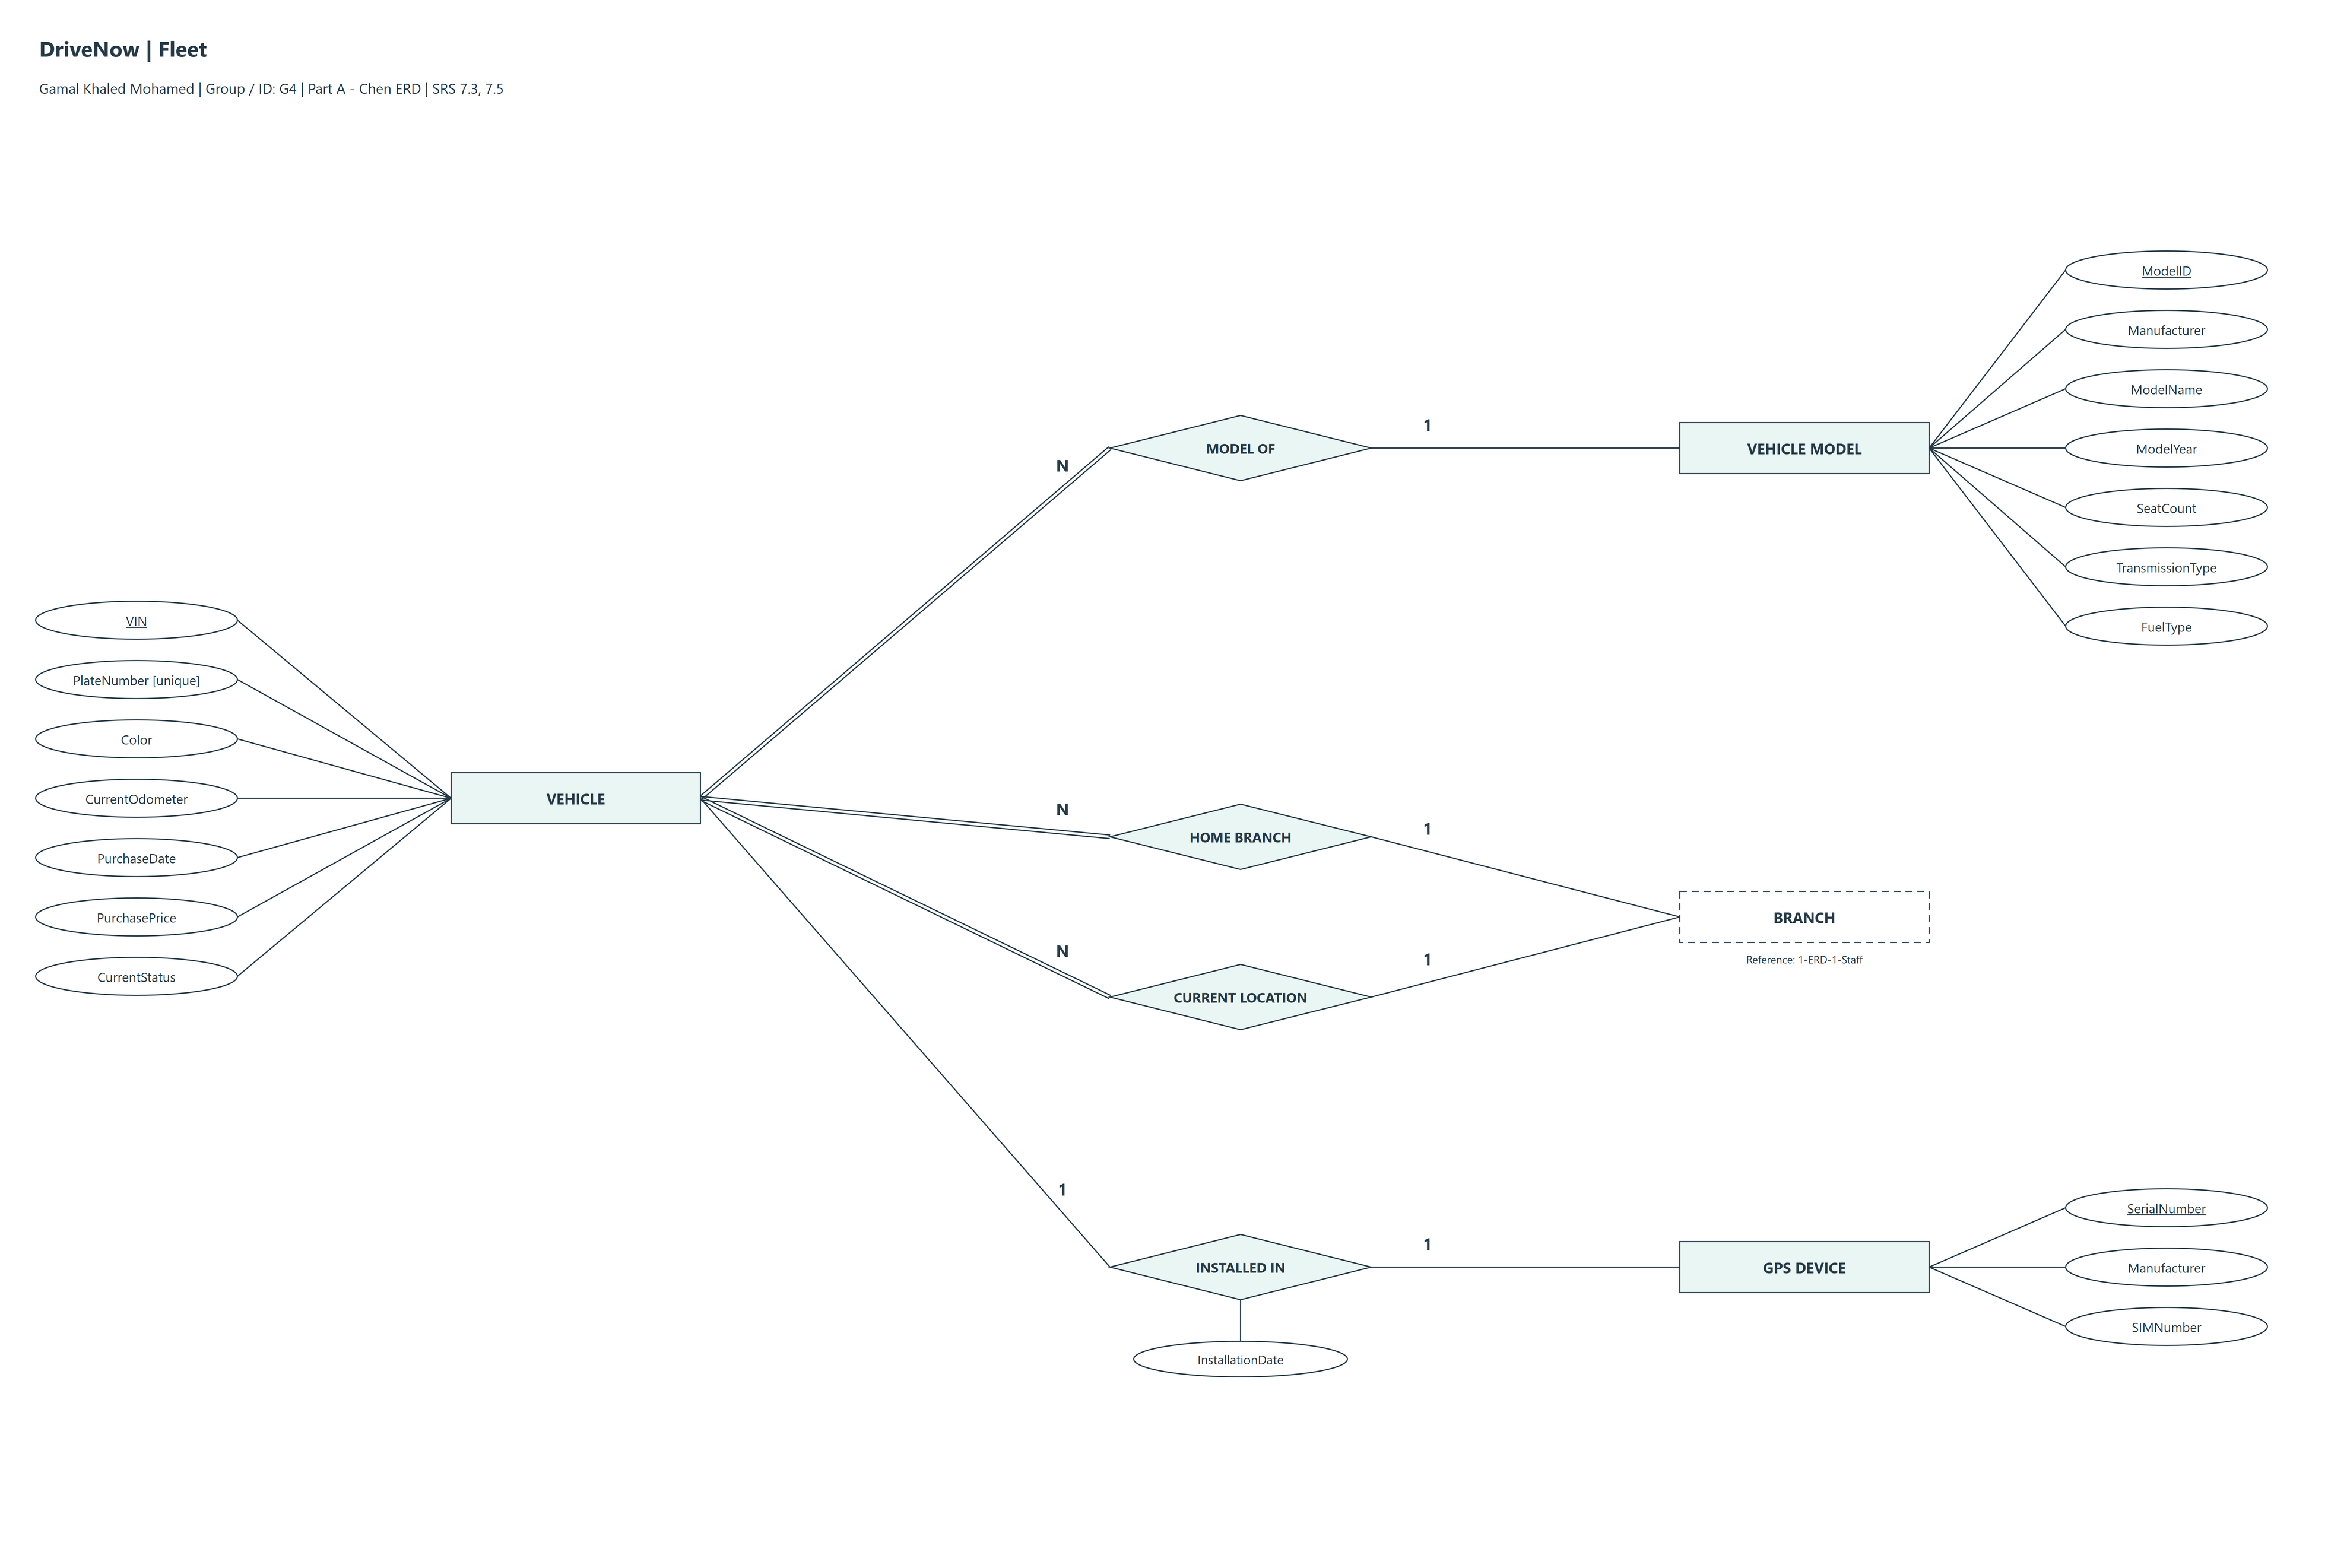 DriveNow | Fleet
Gamal Khaled Mohamed | Group / ID: G4 | Part A - Chen ERD | SRS 7.3, 7.5
ModelID
Manufacturer
ModelName
1
MODEL OF
VEHICLE MODEL
ModelYear
N
SeatCount
TransmissionType
FuelType
VIN
PlateNumber [unique]
Color
CurrentOdometer
VEHICLE
N
1
HOME BRANCH
PurchaseDate
PurchasePrice
BRANCH
N
1
Reference: 1-ERD-1-Staff
CurrentStatus
CURRENT LOCATION
1
SerialNumber
1
INSTALLED IN
GPS DEVICE
Manufacturer
SIMNumber
InstallationDate